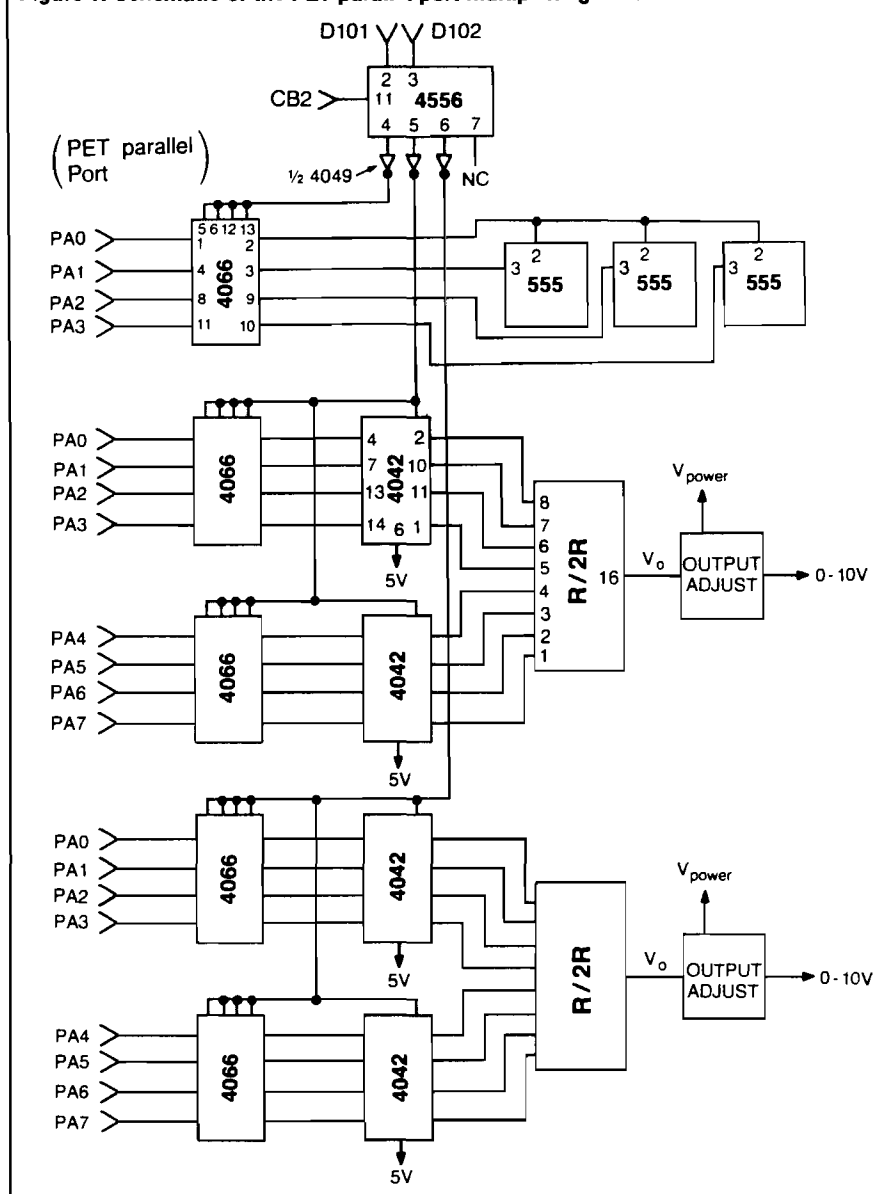 D101 D102
2 3
CB2 11 4556
4 5 6 7
(PET parallel Port)
½ 4049
NC
5 6 12 13
PA0 1 2
PA1 4 3
PA2 8 9
PA3 11 10
4066
2
3
555
2
3
555
2
3
555
PA0 4 2
PA1 7 10
PA2 13 11
PA3 14 6 1
4066
4042
5V
PA4
PA5
PA6
PA7
4066
4042
5V
8
7
6
5
4
3
2
1
R/2R
16
Vo
Vpower
OUTPUT
ADJUST
0-10V
PA0
PA1
PA2
PA3
4066
4042
5V
PA4
PA5
PA6
PA7
4066
4042
5V
R/2R
Vo
Vpower
OUTPUT
ADJUST
0-10V